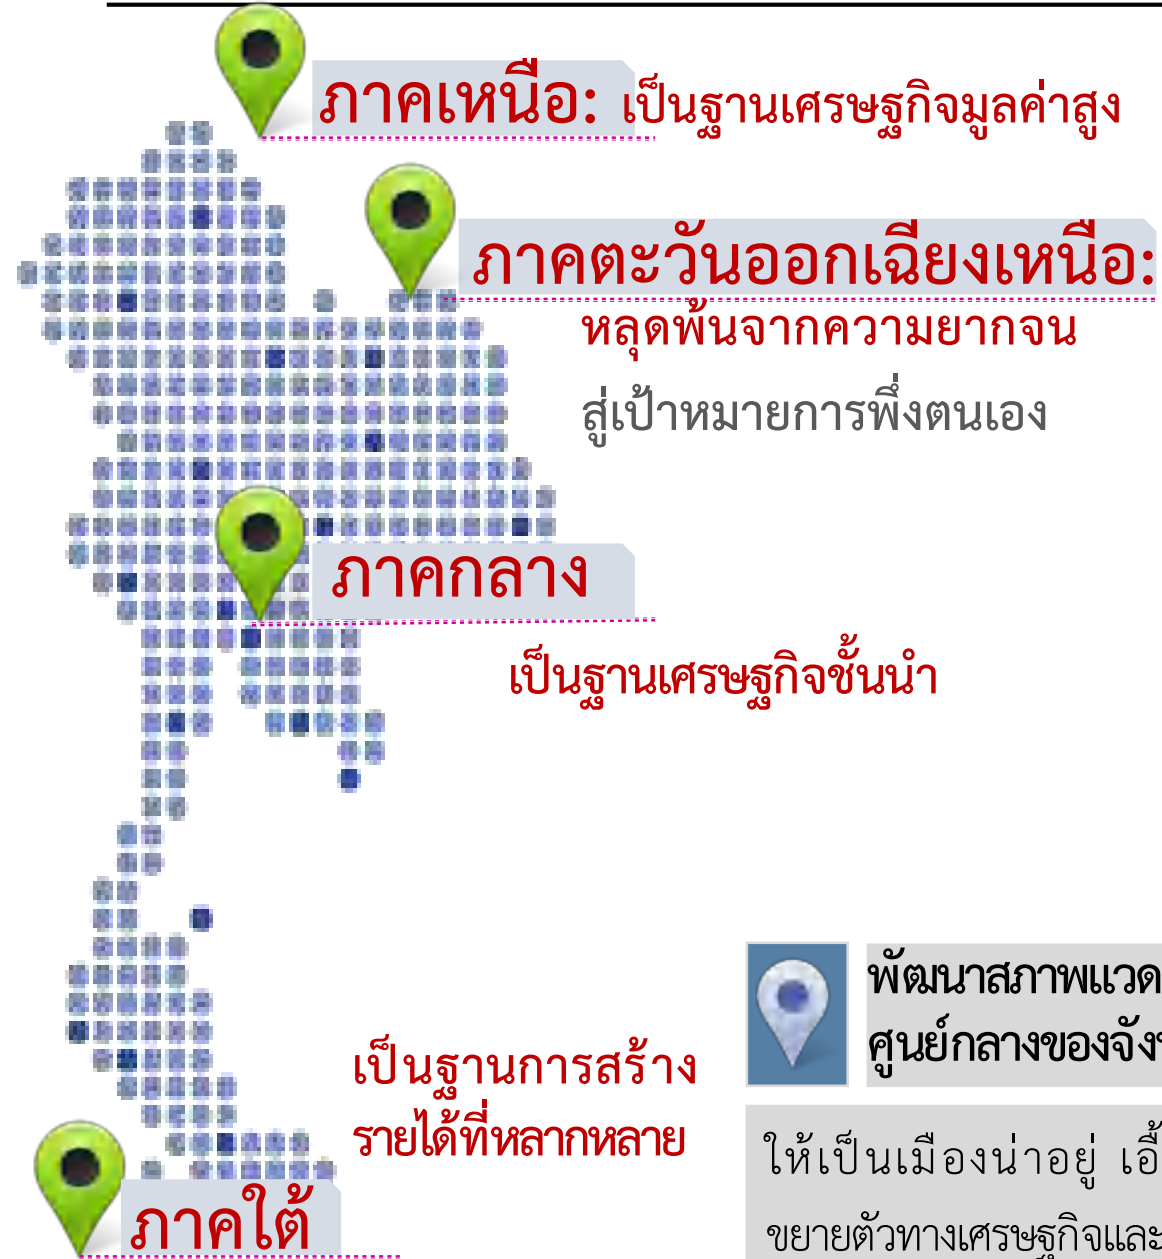 ภาคเหนือ: เป็นฐานเศรษฐกิจมูลค่าสูง
ภาคตะวันออกเฉียงเหนือ:
หลุดพ้นจากความยากจน
สู่เป้าหมายการพึ่งตนเอง
ภาคกลาง
เป็นฐานเศรษฐกิจชั้นนำ
เป็นฐานการสร้าง
รายได้ที่หลากหลาย
ภาคใต้
พัฒนาสภาพแวด
ศูนย์กลางของ
ให้เป็นเมืองน่าอยู่
ขยายตัวทางเศรษฐกิจและ